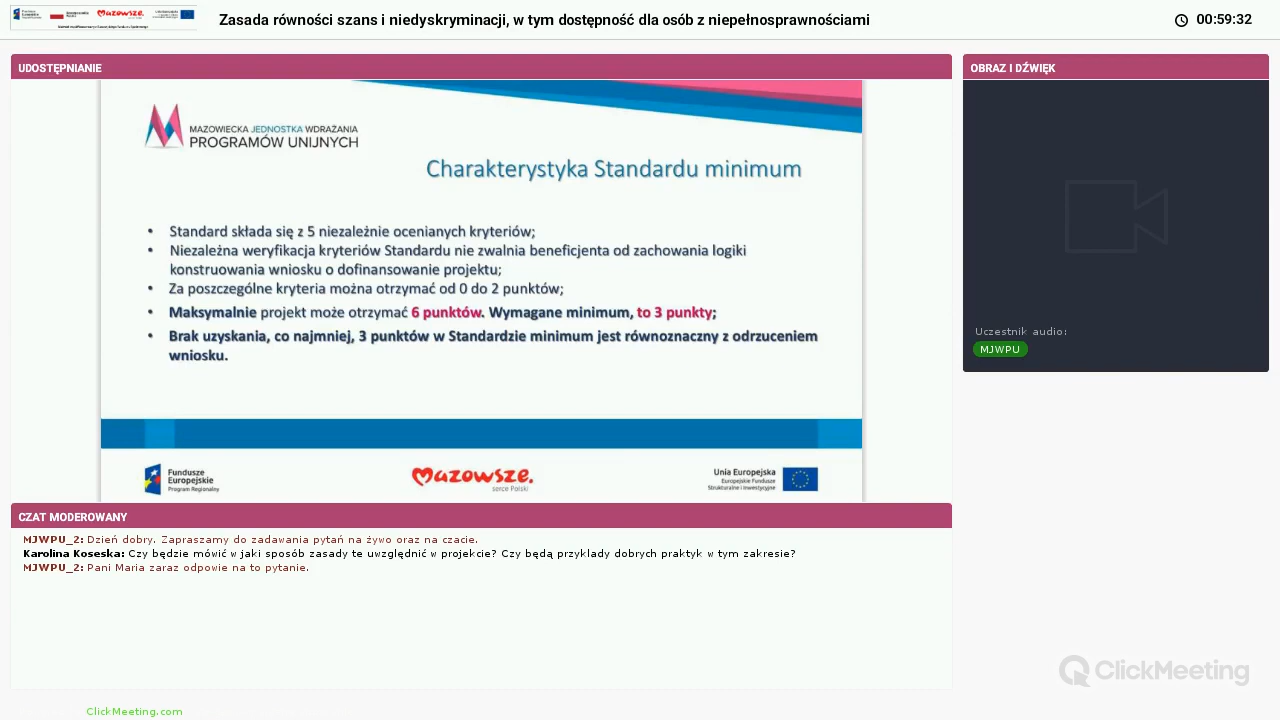 Zasada równości szans i niedyskryminacji, w tym dostępność dla osób z niepełnosprawnościami
00:59:32
UDOSTĘPNIANIE
OBRAZ I DŹWIĘK
MAZOWIECKA JEDNOSTKA WDRAŻANIA
PROGRAMÓW UNIJNYCH
Charakterystyka Standardu minimum
• Standard składa się z 5 niezależnie ocenianych kryteriów;
• Niezależna weryfikacja kryteriów Standardu nie zwalnia beneficjenta od zachowania logiki
konstruowania wniosku o dofinansowanie projektu;
• Za poszczególne kryteria można otrzymać od 0 do 2 punktów;
• Maksymalnie projekt może otrzymać 6 punktów. Wymagane minimum, to 3 punkty;
• Brak uzyskania, co najmniej, 3 punktów w Standardzie minimum jest równoznaczny z odrzuceniem
wniosku.
Uczestnik audio:
MJWPU
Fundusze
Europejskie
Program Regionalny
mazowsze.
serce Polski
Unia Europejska
Europejskie Fundusze
Strukturalne i Inwestycyjne
CZAT MODEROWANY
MJWPU_2: Dzień dobry. Zapraszamy do zadawania pytań na żywo oraz na czacie.
Karolina Koseska: Czy będzie mówić w jaki sposób zasady te uwzględnić w projekcie? Czy będą przykłady dobrych praktyk w tym zakresie?
MJWPU_2: Pani Maria zaraz odpowie na to pytanie.
ClickMeeting
ClickMeeting.com